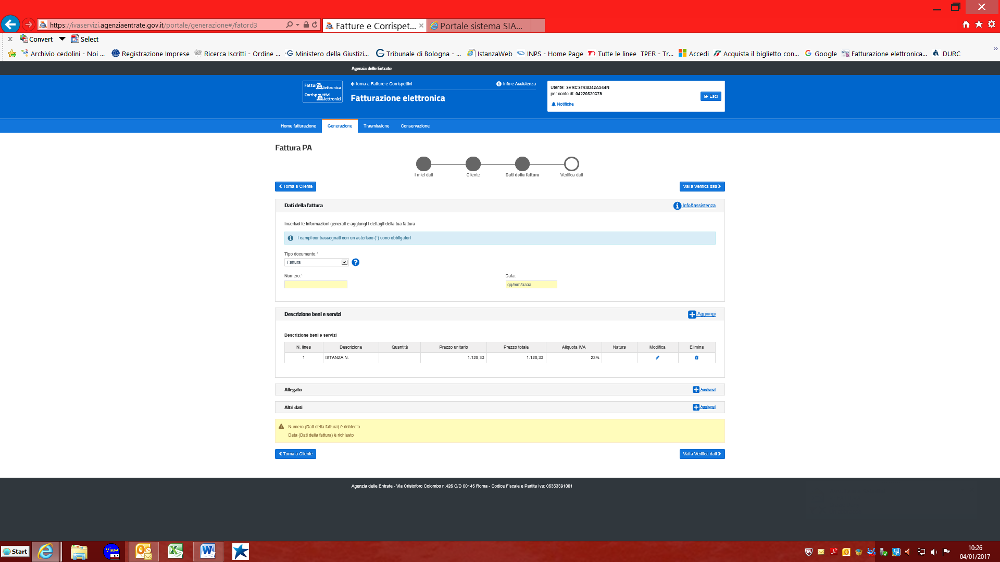 https://ivaservizi.agenziaentrate.gov.it/portale/generazione#/fatord3
Fatture e Corrispet...
Portale sistema SIA...
Convert
Select
Archivio cedolini - Noi ...
Registrazione Imprese
Ricerca Iscritti - Ordine ...
Ministero della Giustizi...
Tribunale di Bologna - ...
IstanzaWeb
INPS - Home Page
Tutte le linee TPER - Tr...
Accedi
Acquista il biglietto con...
Google
Fatturazione elettronica...
DURC
Agenzia delle Entrate
Fattur@lettronica
Corrisp@ttivi
@lettronici
torna a Fatture e Corrispettivi
Info e Assistenza
Fatturazione elettronica
Utente: SVRCST64D42A944N
per conto di: 04220820379
Notifiche
Esci
Home fatturazione
Generazione
Trasmissione
Conservazione
Fattura PA
I miei dati
Cliente
Dati della fattura
Verifica dati
Torna a Cliente
Vai a Verifica dati
Dati della fattura
Info&assistenza
Inserisci le informazioni generali e aggiungi i dettagli della tua fattura
I campi contrassegnati con un asterisco (*) sono obbligatori
Tipo documento:*
Fattura
Numero:*
Data:
gg/mm/aaaa
Descrizione beni e servizi
Aggiungi
Descrizione beni e servizi
N. linea Descrizione Quantità Prezzo unitario Prezzo totale Aliquota IVA Natura Modifica Elimina
1 ISTANZA N. 1.128,33 1.128,33 22%
Allegato
Aggiungi
Altri dati
Aggiungi
Numero (Dati della fattura) è richiesto
Data (Dati della fattura) è richiesto
Torna a Cliente
Vai a Verifica dati
Agenzia delle Entrate - Via Cristoforo Colombo n.426 C/D 00145 Roma - Codice Fiscale e Partita Iva: 06363391001
Start
View
N1
10:26
04/01/2017